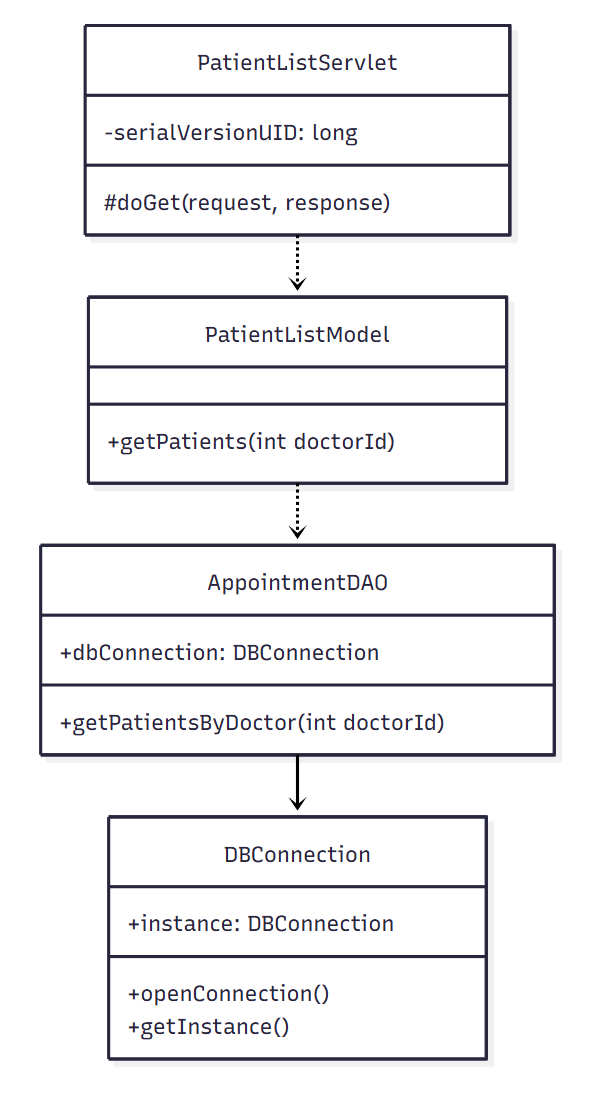 PatientListServlet
-serialVersionUID: long
#doGet(request, response)
PatientListModel
+getPatients(int doctorId)
AppointmentDAO
+dbConnection: DBConnection
+getPatientsByDoctor(int doctorId)
DBConnection
+instance: DBConnection
+openConnection()
+getInstance()